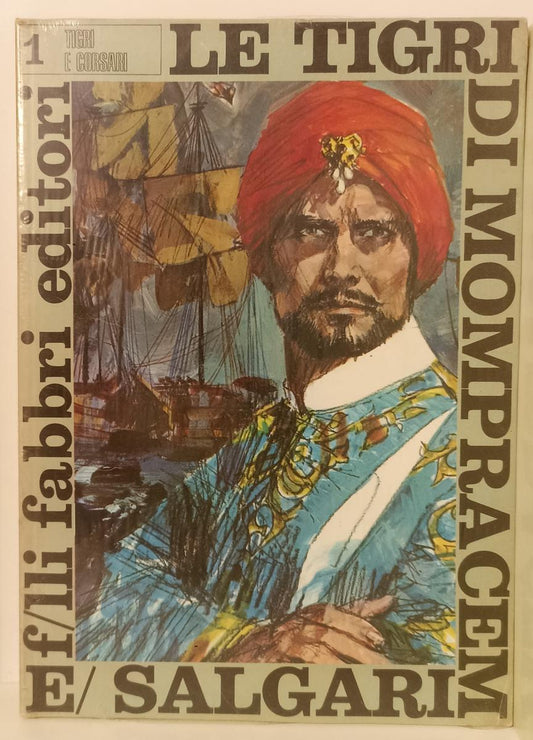 1
TIGRI
E CORSARI
LE TIGRI
DI MOMPRACEM
E/ SALGARI
f/lli fabbri editori